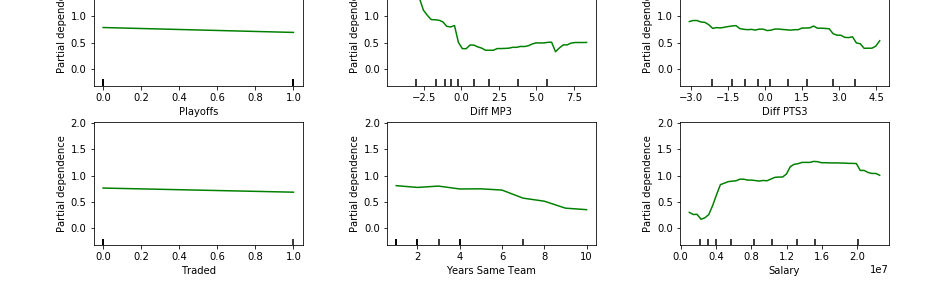 Partial dependenc
1.0
0.5
0.0
0.0 0.2 0.4 0.6 0.8 1.0
Playoffs
Partial dependenc
1.0
0.5
0.0
−2.5 0.0 2.5 5.0 7.5
Diff MP3
Partial dependenc
1.0
0.5
0.0
−3.0 −1.5 0.0 1.5 3.0 4.5
Diff PTS3
Partial dependence
2.0
1.5
1.0
0.5
0.0
0.0 0.2 0.4 0.6 0.8 1.0
Traded
Partial dependence
2.0
1.5
1.0
0.5
0.0
2 4 6 8 10
Years Same Team
Partial dependence
2.0
1.5
1.0
0.5
0.0
0.0 0.4 0.8 1.2 1.6 2.0
1e7
Salary